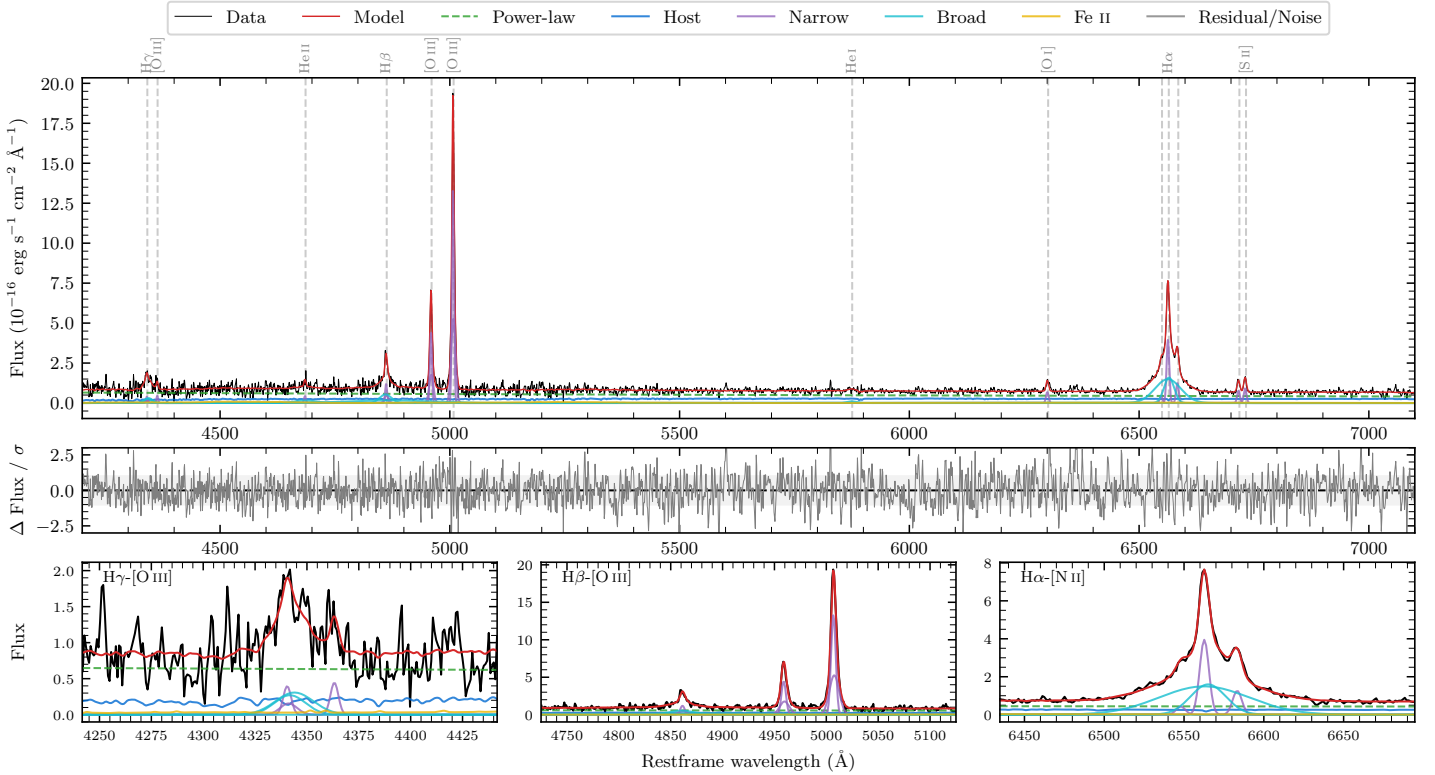 Data Model Power-law Host Narrow Broad Fe II Residual/Noise
Hγ [O III] He II Hβ [O III] [O III] He I [O I] Hα [S II]
Flux (10⁻¹⁶ erg s⁻¹ cm⁻² Å⁻¹)
20.0
17.5
15.0
12.5
10.0
7.5
5.0
2.5
0.0
4500 5000 5500 6000 6500 7000
Δ Flux / σ
2.5
0.0
−2.5
4500 5000 5500 6000 6500 7000
Flux
Hγ-[O III]
2.0
1.5
1.0
0.5
0.0
4250 4275 4300 4325 4350 4375 4400 4425
Hβ-[O III]
20
15
10
5
0
4750 4800 4850 4900 4950 5000 5050 5100
Hα-[N II]
8
6
4
2
0
6450 6500 6550 6600 6650
Restframe wavelength (Å)